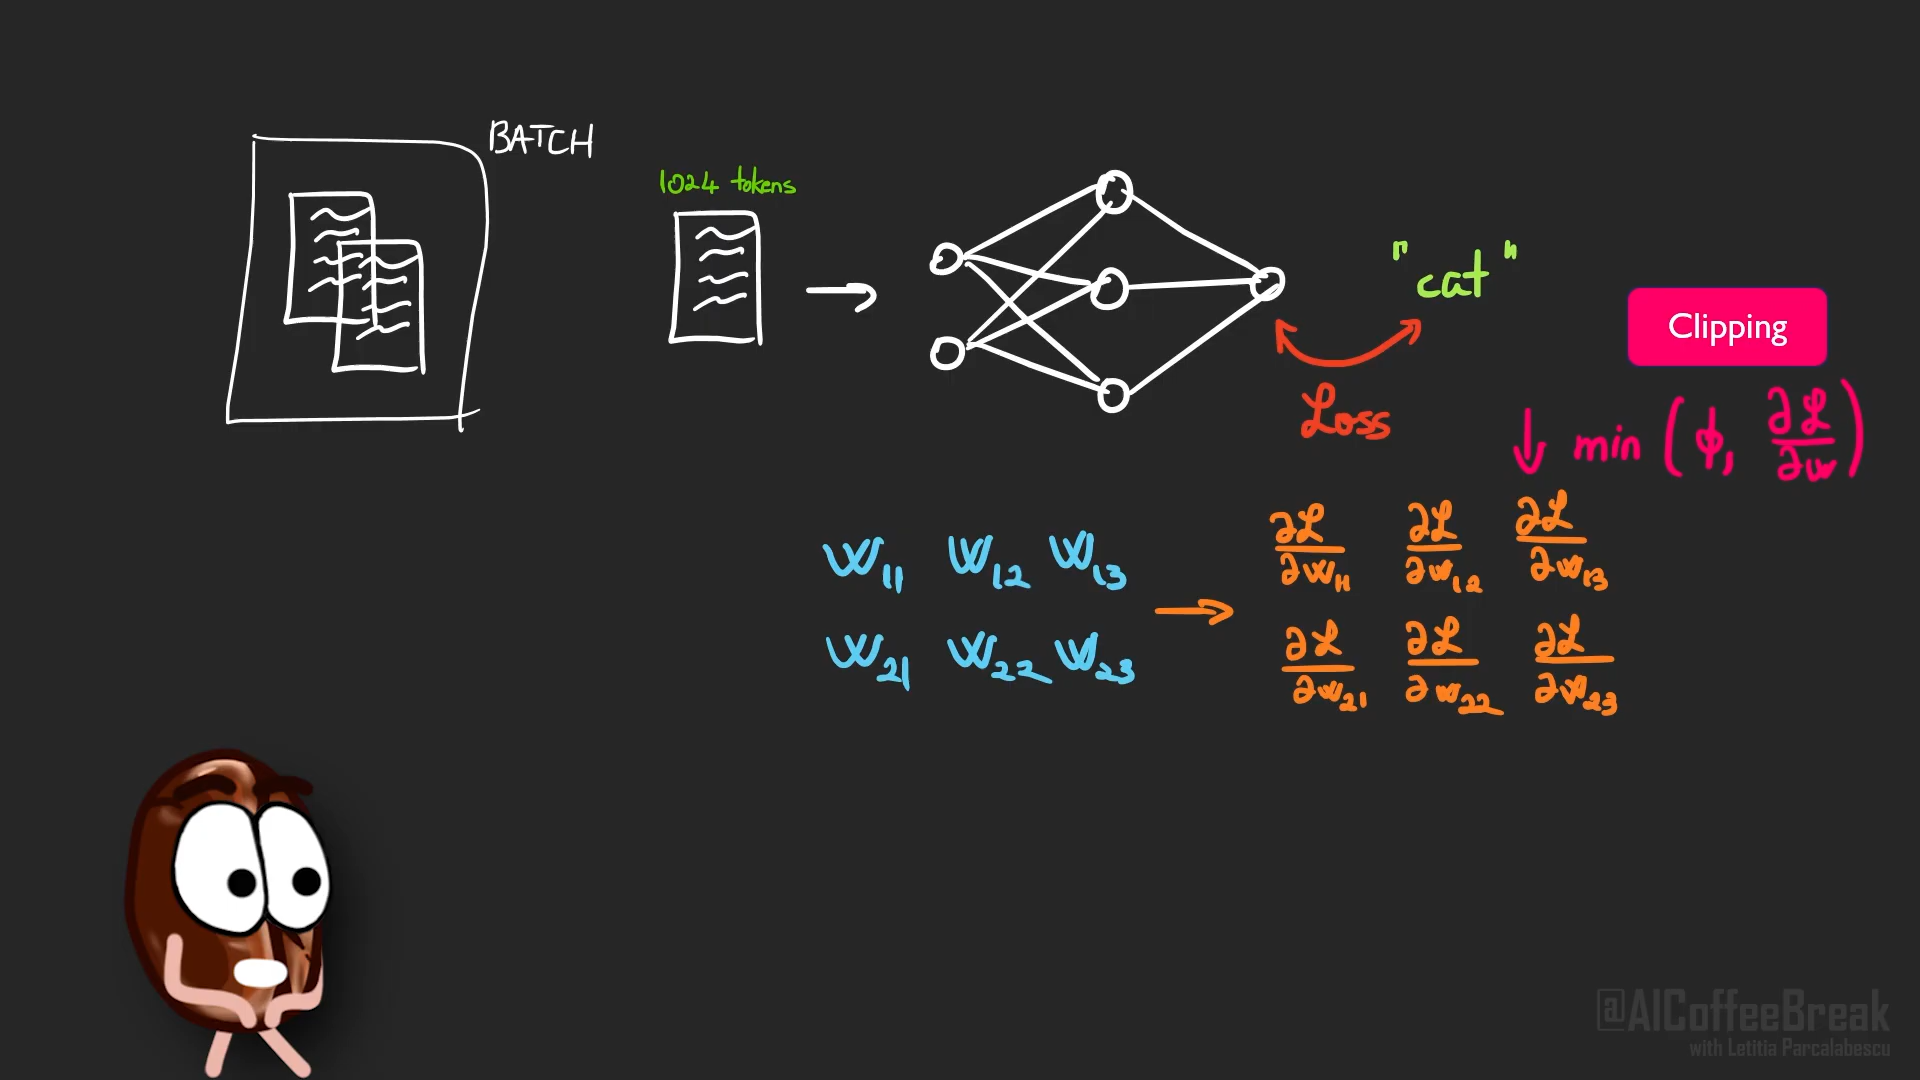 BATCH
1024 tokens
"cat"
Loss
Clipping
↓ min (ϕ, ∂ℒ/∂w)
W₁₁ W₁₂ W₁₃ → ∂ℒ/∂W₁₁ ∂ℒ/∂W₁₂ ∂ℒ/∂W₁₃
W₂₁ W₂₂ W₂₃ ∂ℒ/∂W₂₁ ∂ℒ/∂W₂₂ ∂ℒ/∂W₂₃
@AICoffeeBreak
with Letitia Parcalabescu